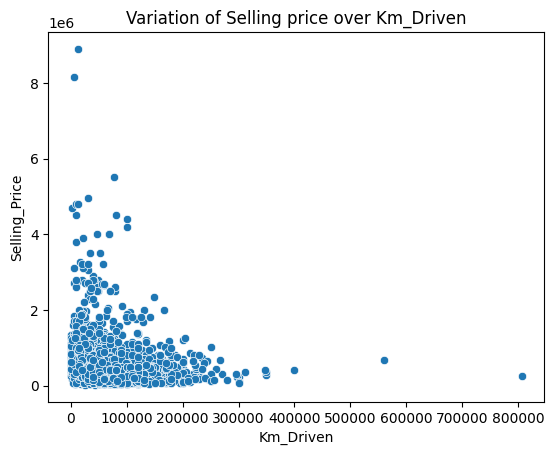 Variation of Selling price over Km_Driven
1e6
8
6
4
2
0
Selling_Price
0 100000 200000 300000 400000 500000 600000 700000 800000
Km_Driven